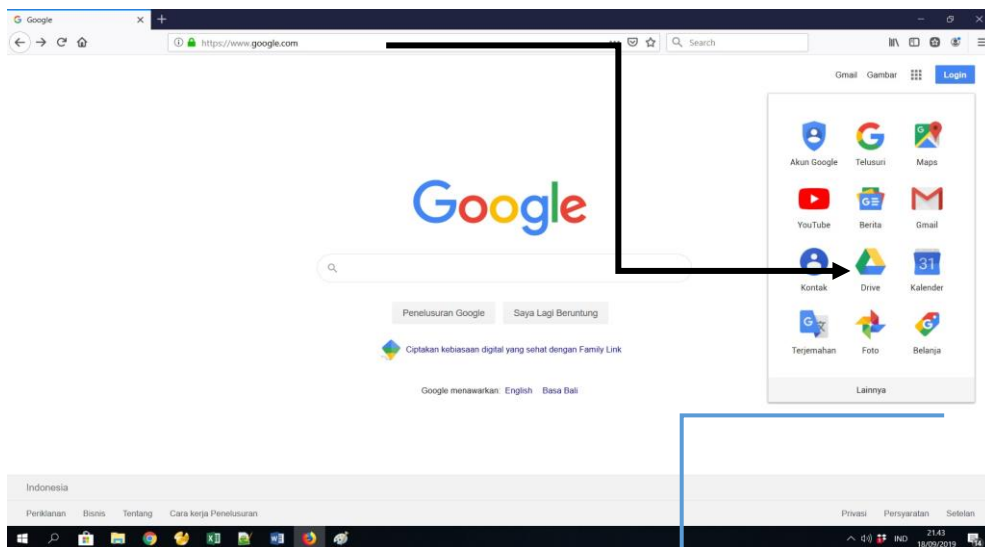 Google
https://www.google.com
Search
Gmail Gambar Login
Akun Google Telusuri Maps
YouTube Berita Gmail
Kontak Drive Kalender
Terjemahan Foto Belanja
Lainnya
Google
Penelusuran Google Saya Lagi Beruntung
Ciptakan kebiasaan digital yang sehat dengan Family Link
Google menawarkan: English Basa Bali
Indonesia
Periklanan Bisnis Tentang Cara kerja Penelusuran Privasi Persyaratan Setelan
IND
21.43
18/09/2019